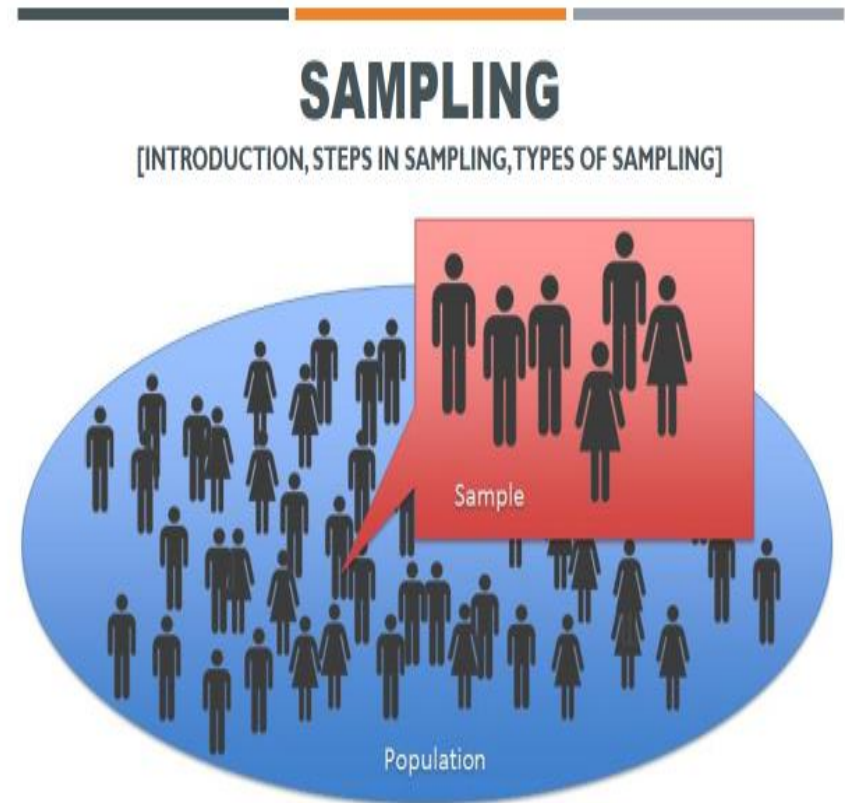 SAMPLING
[INTRODUCTION, STEPS IN SAMPLING, TYPES OF SAMPLING]
Sample
Population